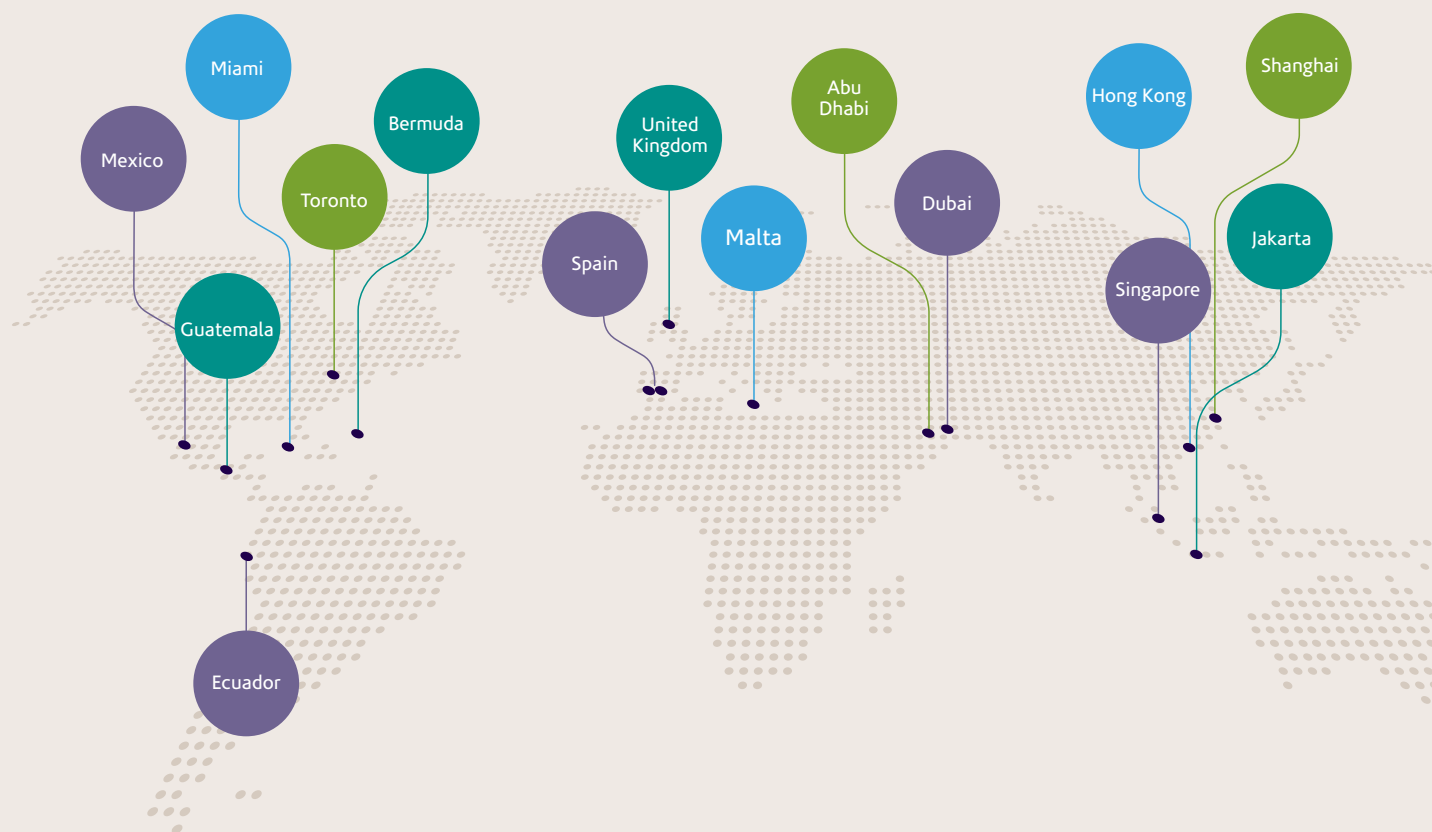 Miami
Mexico
Bermuda
Toronto
Guatemala
Ecuador
United
Kingdom
Spain
Malta
Abu
Dhabi
Dubai
Hong Kong
Shanghai
Jakarta
Singapore